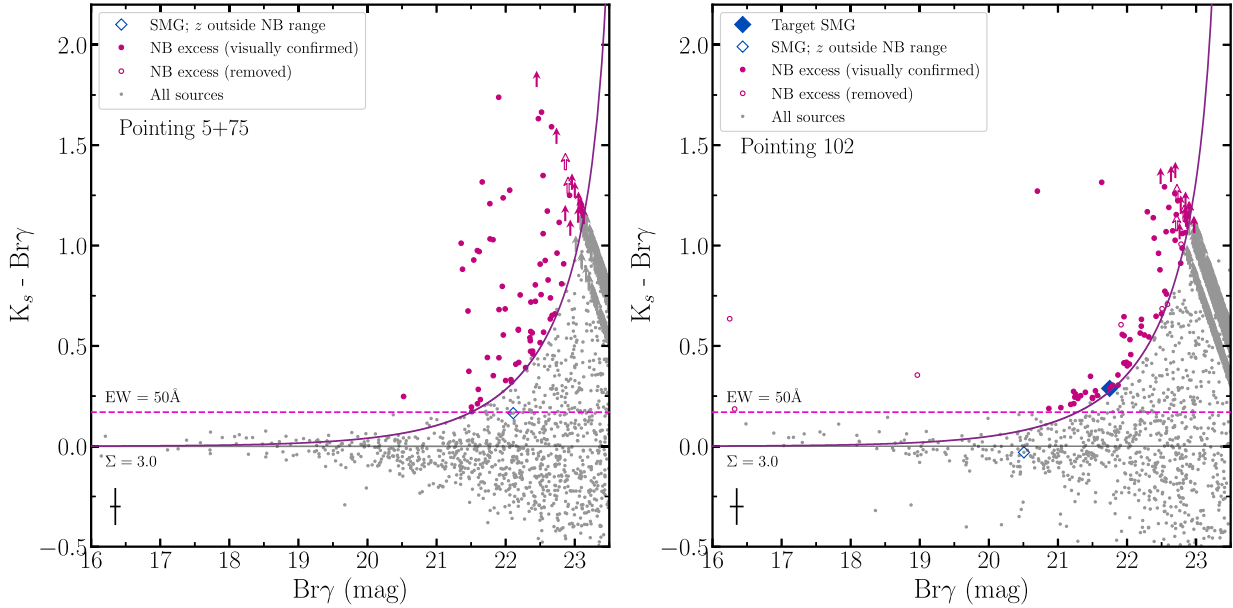 SMG; z outside NB range
NB excess (visually confirmed)
NB excess (removed)
All sources
Pointing 5+75
EW = 50Å
Σ = 3.0
2.0
1.5
1.0
0.5
0.0
−0.5
16 17 18 19 20 21 22 23
K_s - Brγ
Brγ (mag)
Target SMG
SMG; z outside NB range
NB excess (visually confirmed)
NB excess (removed)
All sources
Pointing 102
EW = 50Å
Σ = 3.0
2.0
1.5
1.0
0.5
0.0
−0.5
16 17 18 19 20 21 22 23
K_s - Brγ
Brγ (mag)